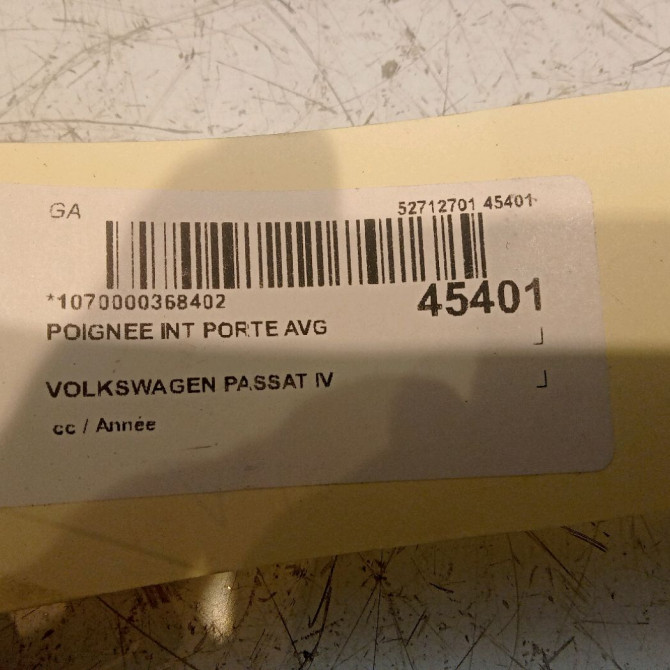 GA 52712701 45401
*1070000368402 45401
POIGNEE INT PORTE AVG
VOLKSWAGEN PASSAT IV
cc / Année